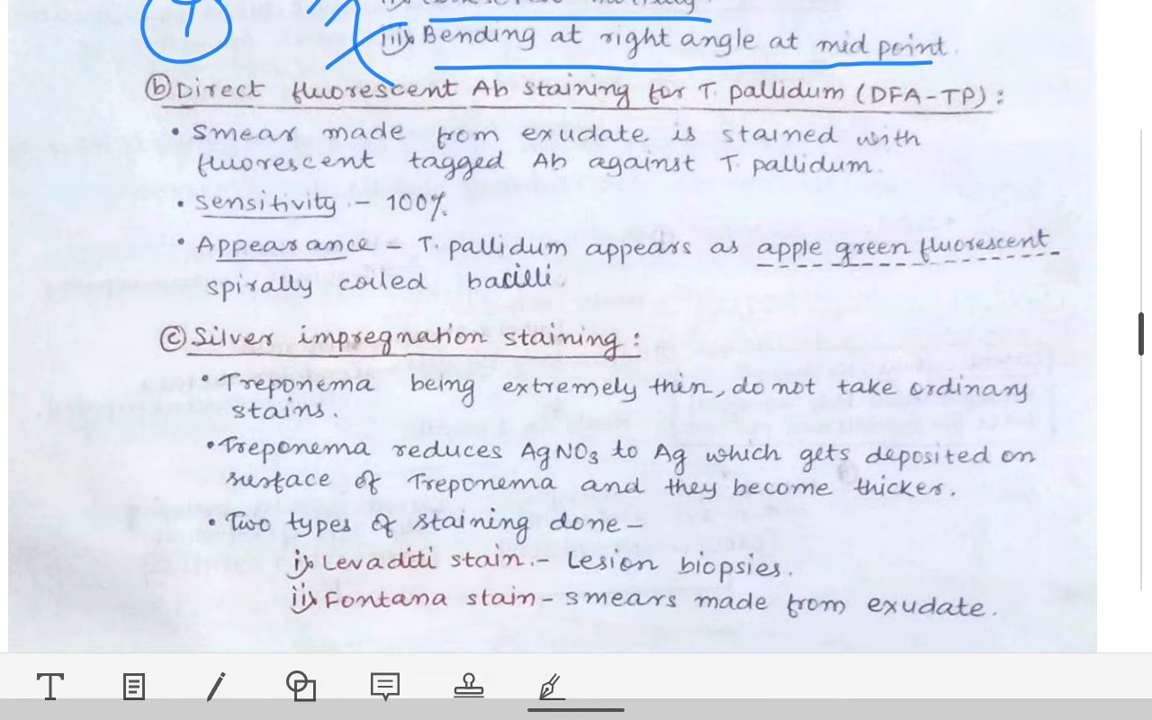 iii) Bending at right angle at mid point.
(b) Direct fluorescent Ab staining for T. pallidum (DFA-TP):
• Smear made from exudate is stained with
fluorescent tagged Ab against T. pallidum.
• Sensitivity - 100%.
• Appearance - T. pallidum appears as apple green fluorescent
spirally coiled bacilli.
(c) Silver impregnation staining:
• Treponema being extremely thin, do not take ordinary
stains.
• Treponema reduces AgNO3 to Ag which gets deposited on
surface of Treponema and they become thicker.
• Two types of staining done -
i) Levaditi stain. - Lesion biopsies.
ii) Fontana stain - smears made from exudate.
T